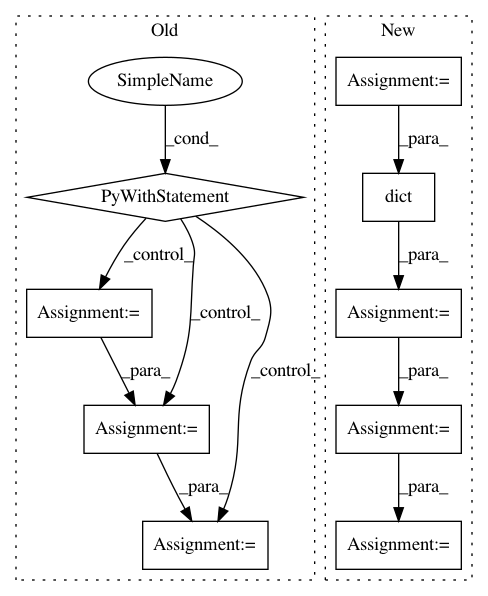 Old
New
SimpleName
Assignment:=
_cond_
_para_
PyWithStatement
dict
_control_
_control_
_control_
_para_
Assignment:=
Assignment:=
_para_
_para_
Assignment:=
Assignment:=
_para_
_para_
Assignment:=
Assignment:=